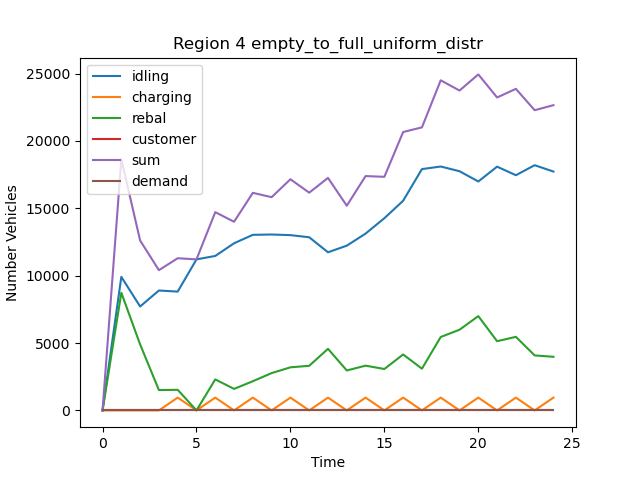 Region 4 empty_to_full_uniform_distr
idling
charging
rebal
customer
sum
demand
25000
20000
15000
10000
5000
0
Number Vehicles
0 5 10 15 20 25
Time